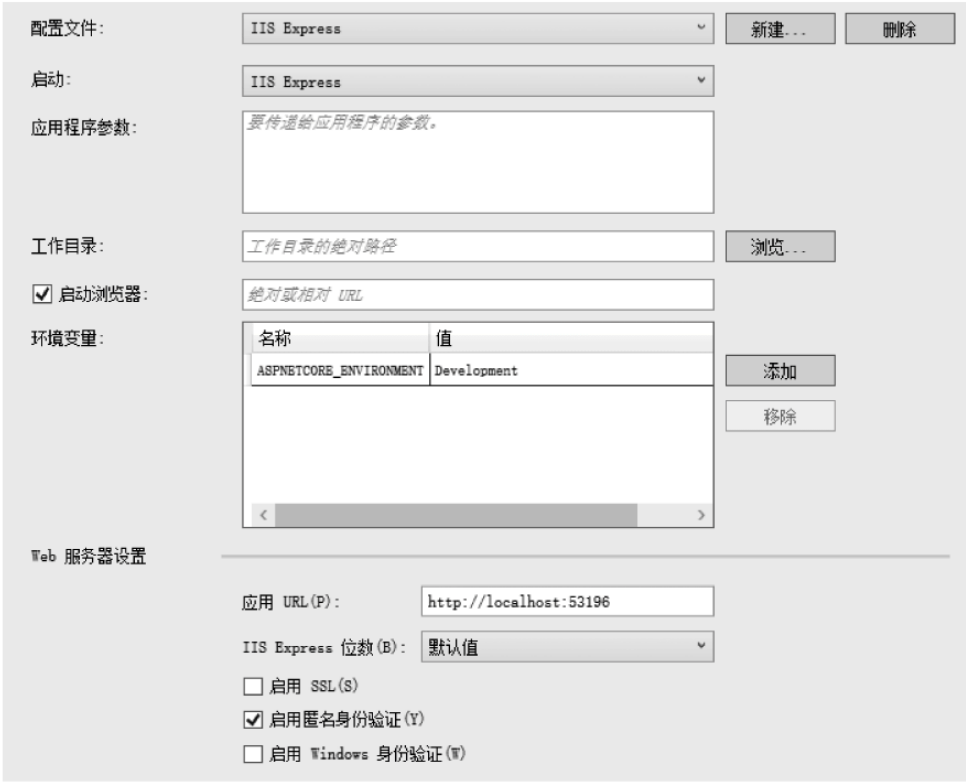 配置文件: IIS Express 新建... 删除
启动: IIS Express
应用程序参数: 要传递给应用程序的参数。
工作目录: 工作目录的绝对路径 浏览...
启动浏览器: 绝对或相对 URL
环境变量: 名称 值
ASPNETCORE_ENVIRONMENT Development 添加
移除
Web 服务器设置
应用 URL(P): http://localhost:53196
IIS Express 位数(B): 默认值
启用 SSL(S)
启用匿名身份验证(Y)
启用 Windows 身份验证(W)